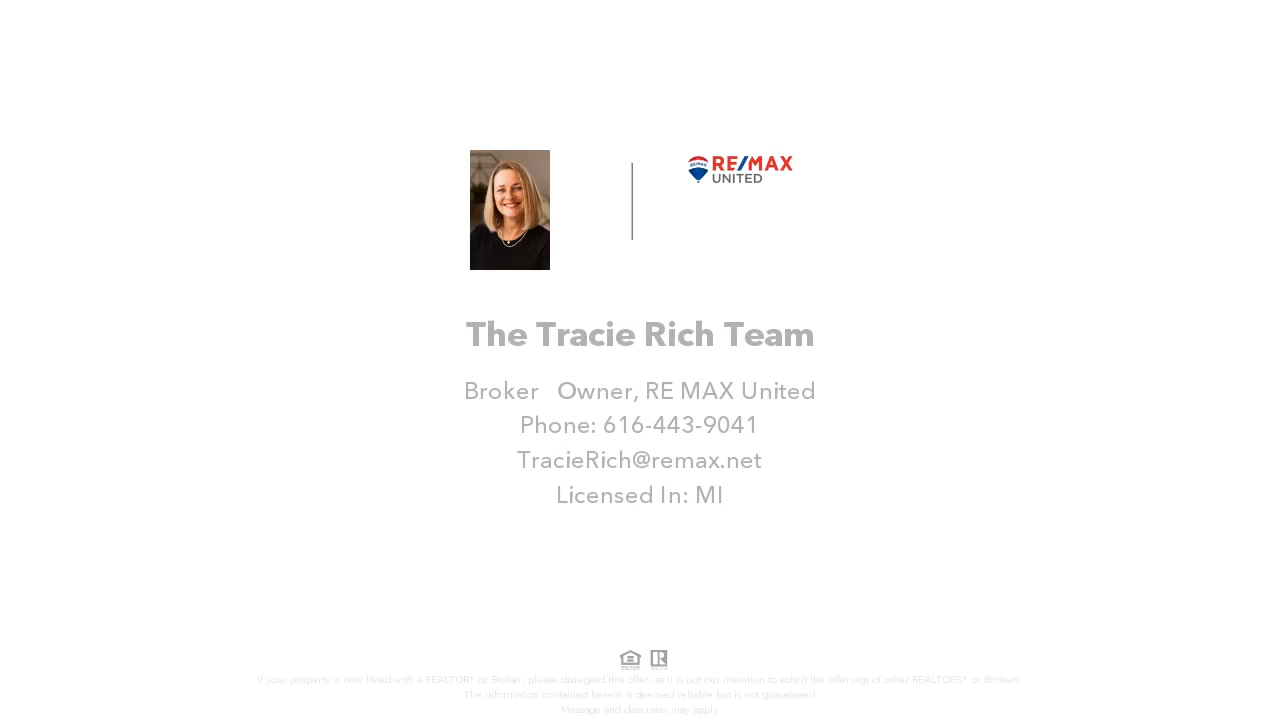 RE/MAX
UNITED
The Tracie Rich Team
Broker   Owner, RE MAX United
Phone: 616-443-9041
TracieRich@remax.net
Licensed In: MI
If your property is now listed with a REALTOR® or Broker, please disregard this offer, as it is not our intention to solicit the offerings of other REALTORS® or Brokers.
The information contained herein is deemed reliable but is not guaranteed
Message and data rates may apply